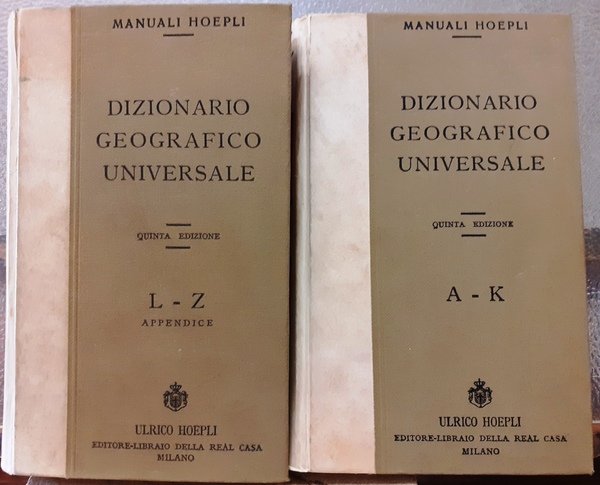 MANUALI HOEPLI
DIZIONARIO
GEOGRAFICO
UNIVERSALE
QUINTA EDIZIONE
L - Z
APPENDICE
ULRICO HOEPLI
EDITORE-LIBRAIO DELLA REAL CASA
MILANO
MANUALI HOEPLI
DIZIONARIO
GEOGRAFICO
UNIVERSALE
QUINTA EDIZIONE
A - K
ULRICO HOEPLI
EDITORE-LIBRAIO DELLA REAL CASA
MILANO